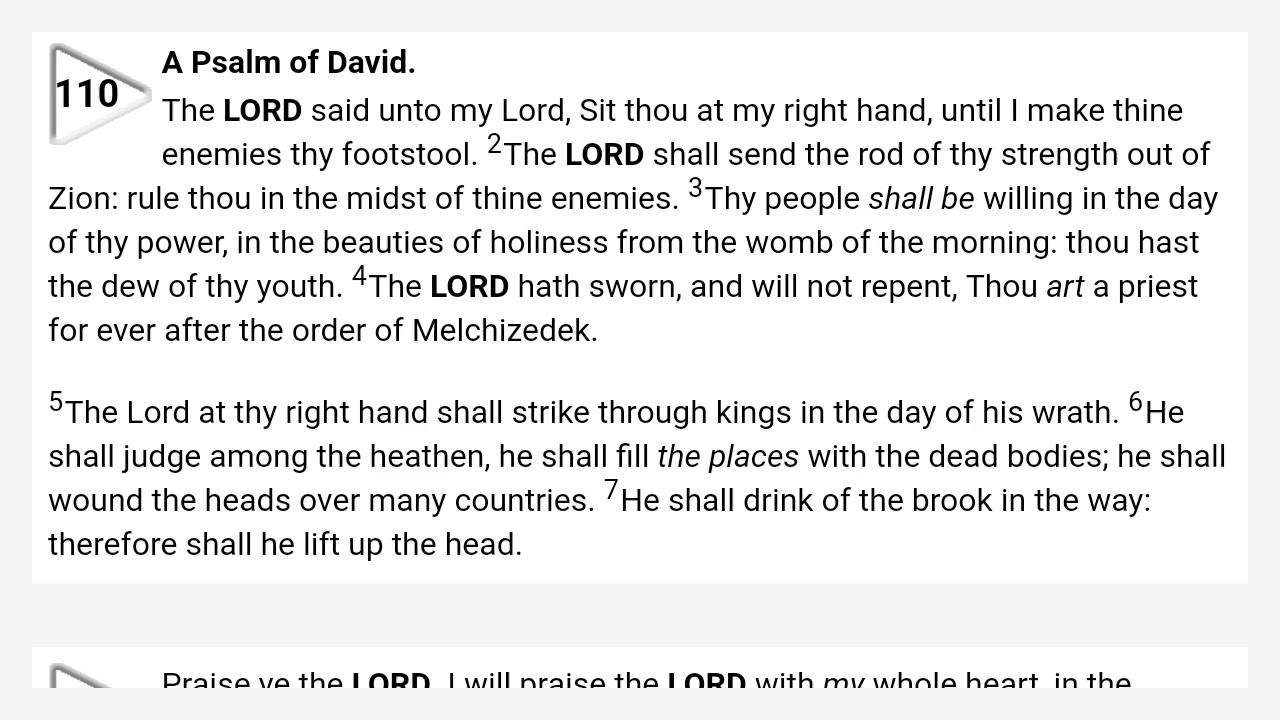 A Psalm of David.
110
The LORD said unto my Lord, Sit thou at my right hand, until I make thine
enemies thy footstool. 2The LORD shall send the rod of thy strength out of
Zion: rule thou in the midst of thine enemies. 3Thy people shall be willing in the day
of thy power, in the beauties of holiness from the womb of the morning: thou hast
the dew of thy youth. 4The LORD hath sworn, and will not repent, Thou art a priest
for ever after the order of Melchizedek.
5The Lord at thy right hand shall strike through kings in the day of his wrath. 6He
shall judge among the heathen, he shall fill the places with the dead bodies; he shall
wound the heads over many countries. 7He shall drink of the brook in the way:
therefore shall he lift up the head.
Praise ye the LORD. I will praise the LORD with my whole heart, in the